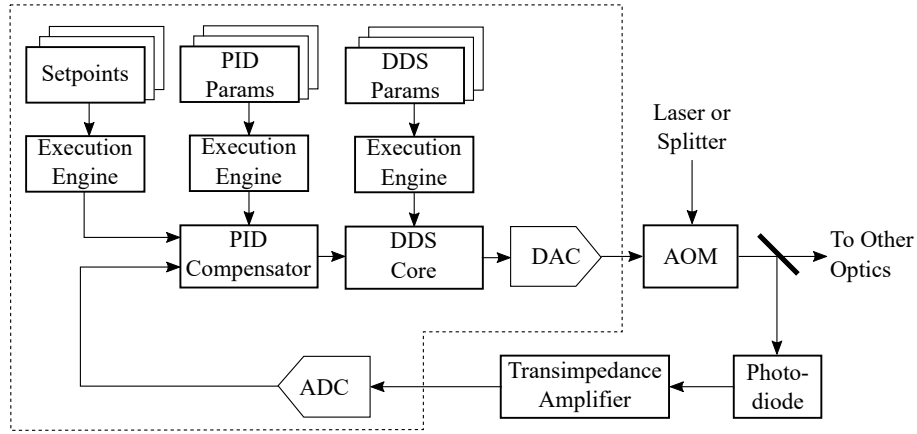 Setpoints
PID
Params
DDS
Params
Execution
Engine
Execution
Engine
Execution
Engine
Laser or
Splitter
PID
Compensator
DDS
Core
DAC
AOM
To Other
Optics
ADC
Transimpedance
Amplifier
Photo-
diode